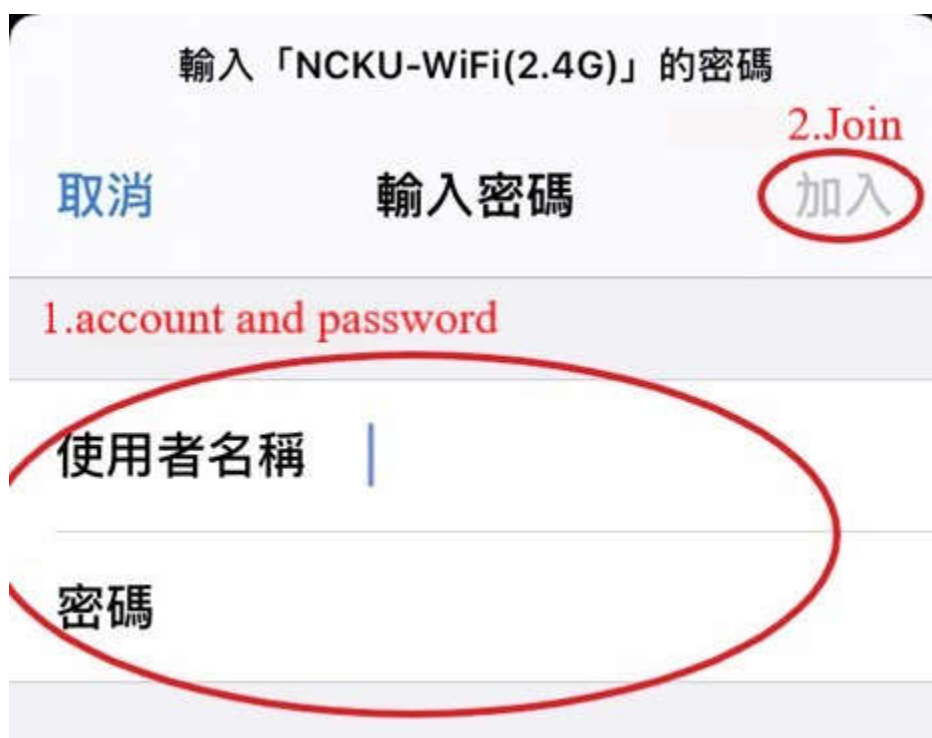 輸入「NCKU-WiFi(2.4G)」的密碼
2.Join
取消 輸入密碼 加入
1.account and password
使用者名稱
密碼